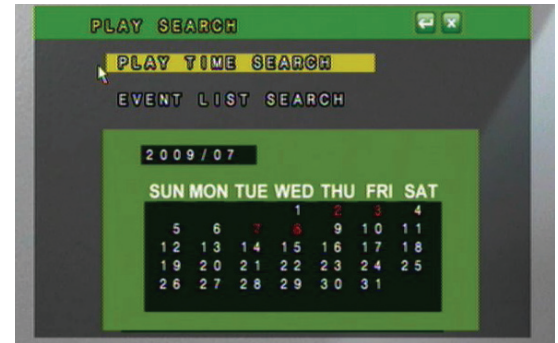 PLAY SEARCH
PLAY TIME SEARCH
EVENT LIST SEARCH
2009/07
SUN MON TUE WED THU FRI SAT
1 2 3 4
5 6 7 8 9 10 11
12 13 14 15 16 17 18
19 20 21 22 23 24 25
26 27 28 29 30 31